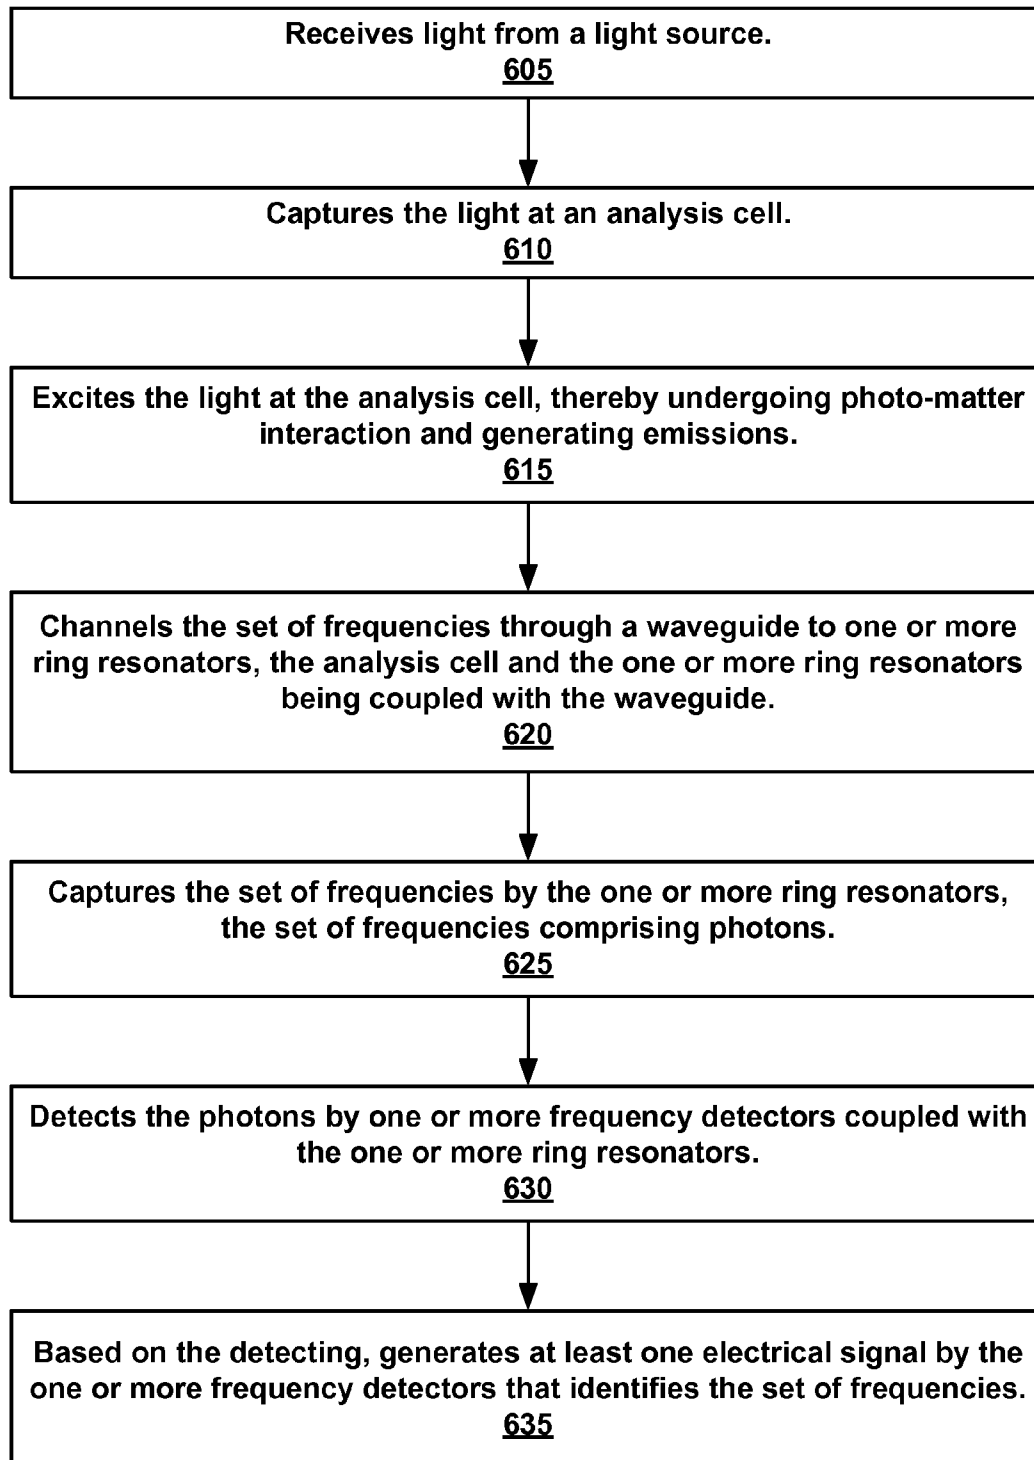 Receives light from a light source.
605
Captures the light at an analysis cell.
610
Excites the light at the analysis cell, thereby undergoing photo-matter
interaction and generating emissions.
615
Channels the set of frequencies through a waveguide to one or more
ring resonators, the analysis cell and the one or more ring resonators
being coupled with the waveguide.
620
Captures the set of frequencies by the one or more ring resonators,
the set of frequencies comprising photons.
625
Detects the photons by one or more frequency detectors coupled with
the one or more ring resonators.
630
Based on the detecting, generates at least one electrical signal by the
one or more frequency detectors that identifies the set of frequencies.
635